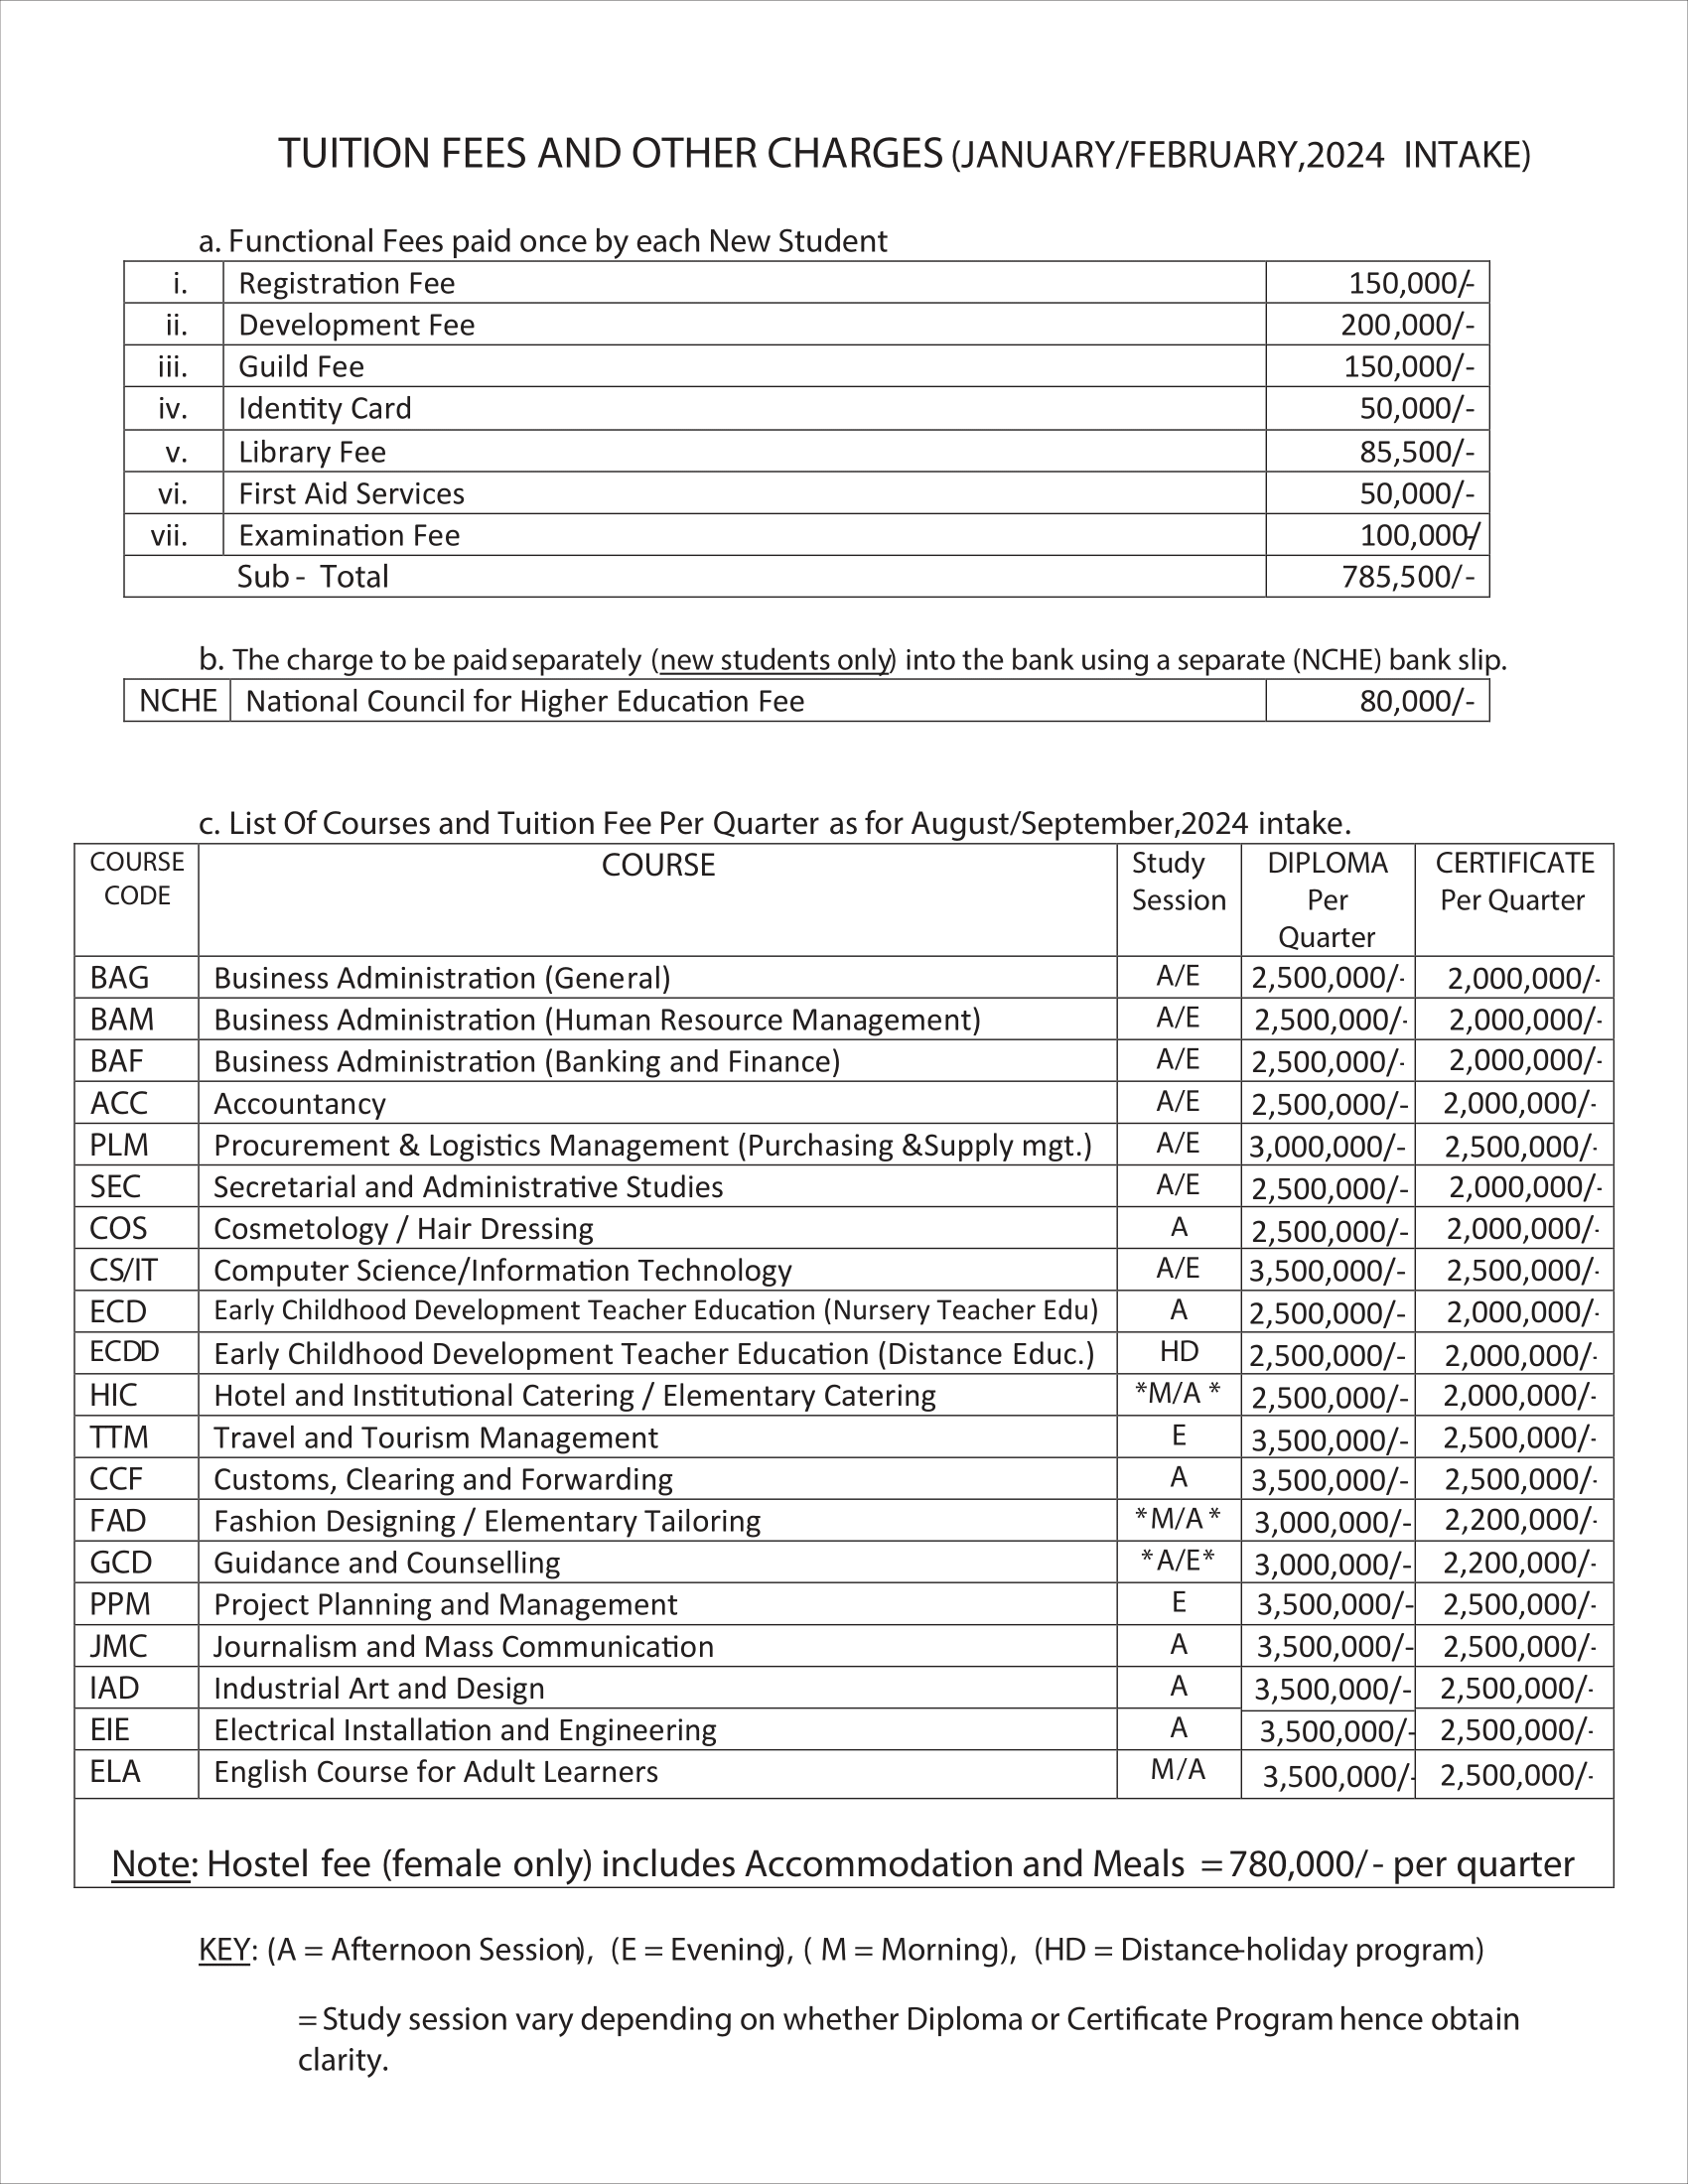 TUITION FEES AND OTHER CHARGES (JANUARY/FEBRUARY,2024 INTAKE)
a. Functional Fees paid once by each New Student
i. Registration Fee 150,000/-
ii. Development Fee 200,000/-
iii. Guild Fee 150,000/-
iv. Identity Card 50,000/-
v. Library Fee 85,500/-
vi. First Aid Services 50,000/-
vii. Examination Fee 100,000/-
Sub - Total 785,500/-
b. The charge to be paid separately (new students only) into the bank using a separate (NCHE) bank slip.
NCHE National Council for Higher Education Fee 80,000/-
c. List Of Courses and Tuition Fee Per Quarter as for August/September,2024 intake.
COURSE CODE COURSE Study Session DIPLOMA Per Quarter CERTIFICATE Per Quarter
BAG Business Administration (General) A/E 2,500,000/- 2,000,000/-
BAM Business Administration (Human Resource Management) A/E 2,500,000/- 2,000,000/-
BAF Business Administration (Banking and Finance) A/E 2,500,000/- 2,000,000/-
ACC Accountancy A/E 2,500,000/- 2,000,000/-
PLM Procurement & Logistics Management (Purchasing &Supply mgt.) A/E 3,000,000/- 2,500,000/-
SEC Secretarial and Administrative Studies A/E 2,500,000/- 2,000,000/-
COS Cosmetology / Hair Dressing A 2,500,000/- 2,000,000/-
CS/IT Computer Science/Information Technology A/E 3,500,000/- 2,500,000/-
ECD Early Childhood Development Teacher Education (Nursery Teacher Edu) A 2,500,000/- 2,000,000/-
ECDD Early Childhood Development Teacher Education (Distance Educ.) HD 2,500,000/- 2,000,000/-
HIC Hotel and Institutional Catering / Elementary Catering *M/A * 2,500,000/- 2,000,000/-
TTM Travel and Tourism Management E 3,500,000/- 2,500,000/-
CCF Customs, Clearing and Forwarding A 3,500,000/- 2,500,000/-
FAD Fashion Designing / Elementary Tailoring *M/A * 3,000,000/- 2,200,000/-
GCD Guidance and Counselling *A/E* 3,000,000/- 2,200,000/-
PPM Project Planning and Management E 3,500,000/- 2,500,000/-
JMC Journalism and Mass Communication A 3,500,000/- 2,500,000/-
IAD Industrial Art and Design A 3,500,000/- 2,500,000/-
EIE Electrical Installation and Engineering A 3,500,000/- 2,500,000/-
ELA English Course for Adult Learners M/A 3,500,000/- 2,500,000/-
Note: Hostel fee (female only) includes Accommodation and Meals = 780,000/- per quarter
KEY: (A = Afternoon Session), (E = Evening), ( M = Morning), (HD = Distance-holiday program)
= Study session vary depending on whether Diploma or Certificate Program hence obtain
clarity.